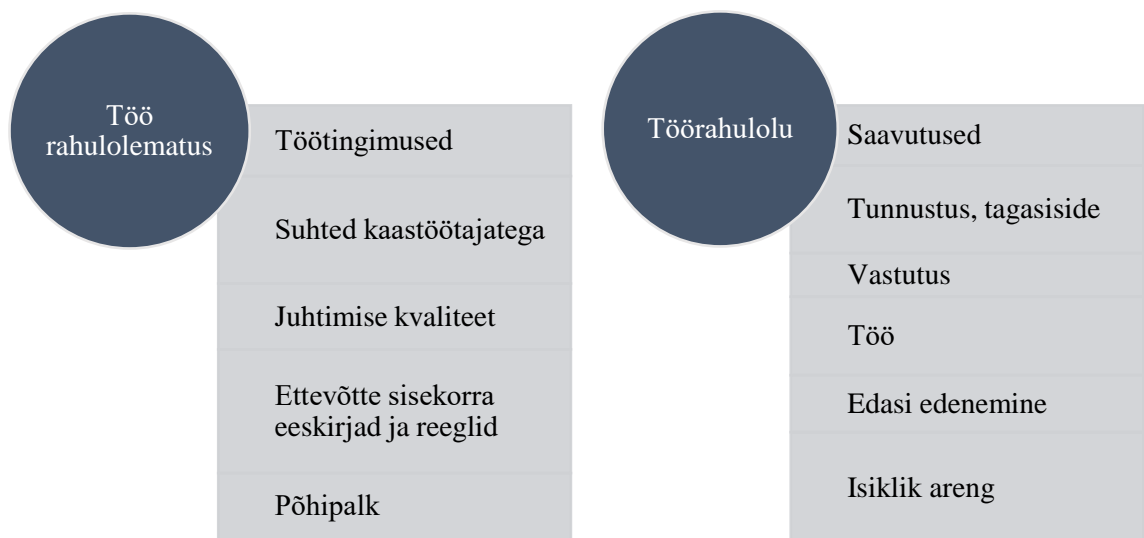 Töö
rahulolematus
Töötingimused
Suhted kaastöötajatega
Juhtimise kvaliteet
Ettevõtte sisekorra
eeskirjad ja reeglid
Põhipalk
Töörahulolu
Saavutused
Tunnustus, tagasiside
Vastutus
Töö
Edasi edenemine
Isiklik areng